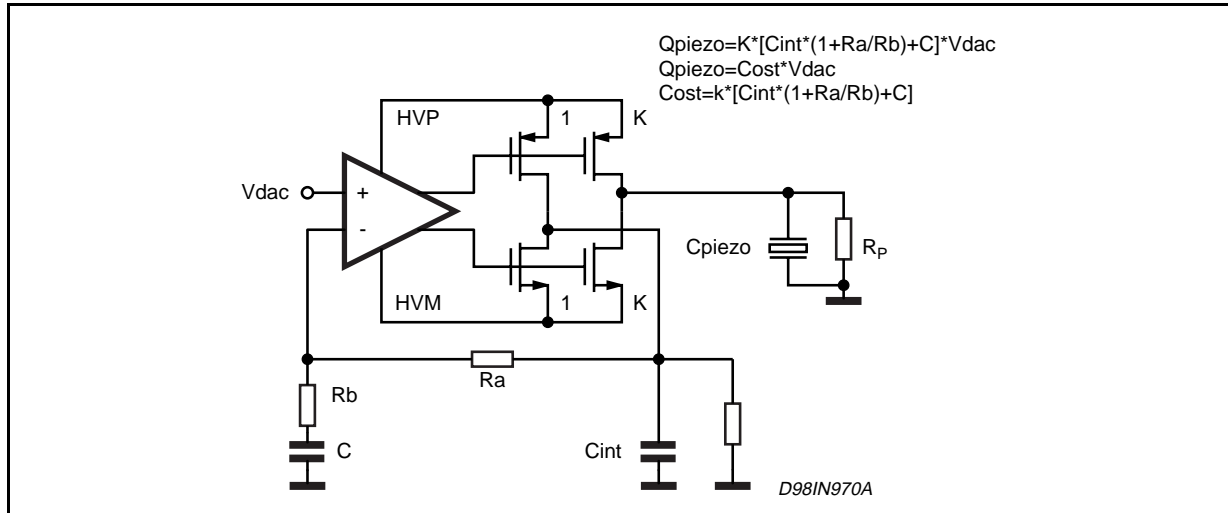 Qpiezo=K*[Cint*(1+Ra/Rb)+C]*Vdac
Qpiezo=Cost*Vdac
Cost=k*[Cint*(1+Ra/Rb)+C]
HVP
1
K
Vdac
+
-
Cpiezo
RP
HVM
1
K
Ra
Rb
C
Cint
D98IN970A